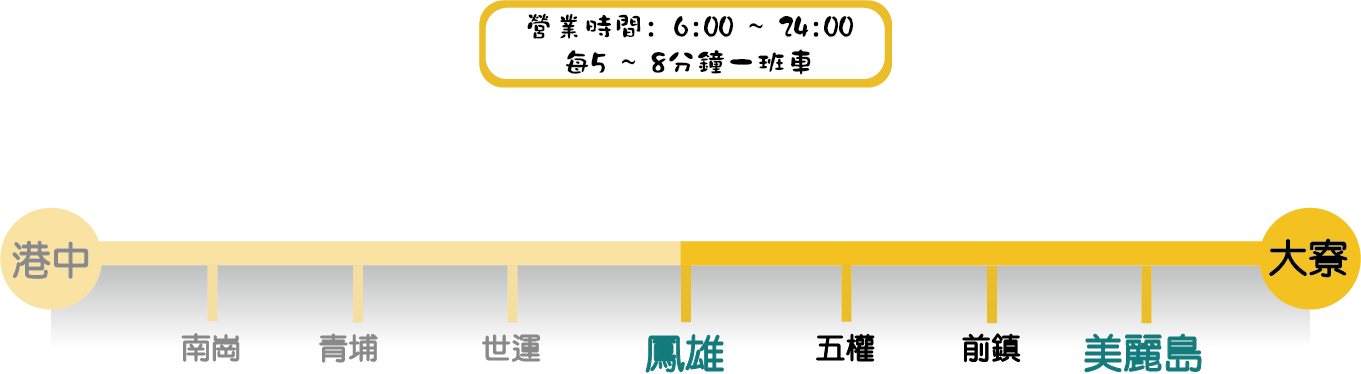 營業時間: 6:00 ~ 24:00
每5 ~ 8分鐘一班車
港中
大寮
南崗
青埔
世運
鳳雄
五權
前鎮
美麗島